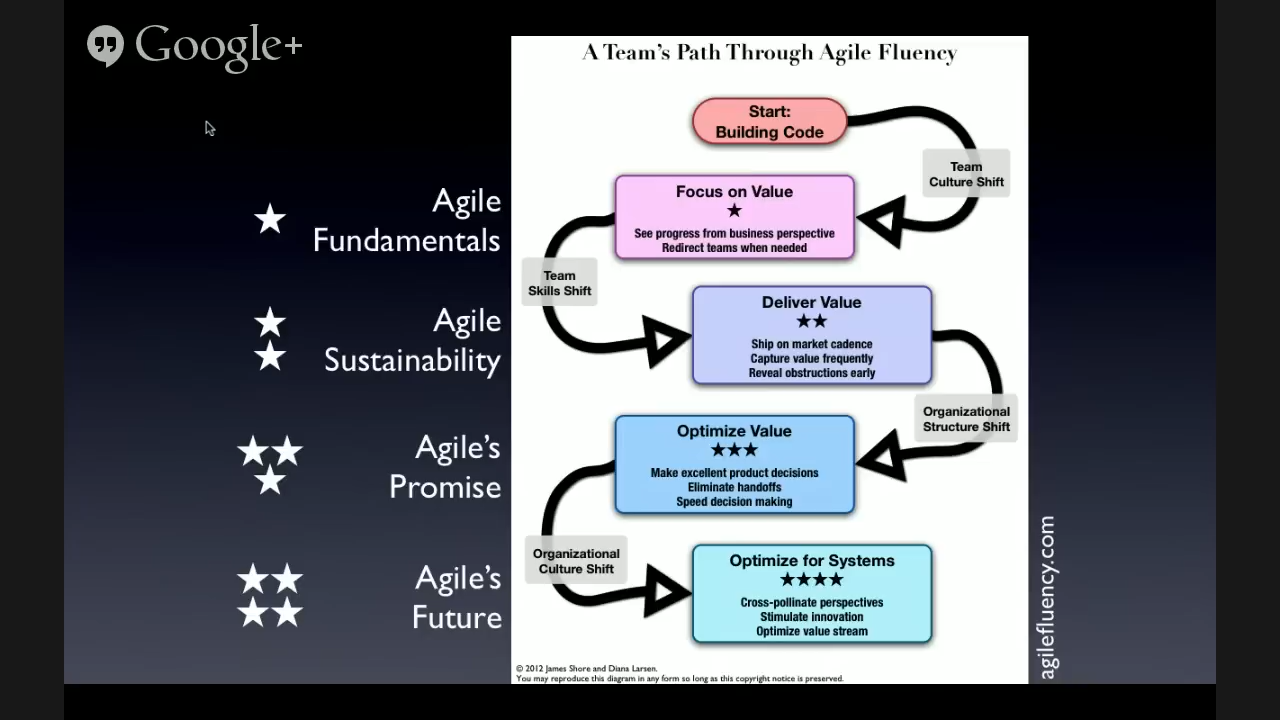 Google+
A Team's Path Through Agile Fluency
Start:
Building Code
Team
Culture Shift
Agile
Fundamentals
Focus on Value
See progress from business perspective
Redirect teams when needed
Team
Skills Shift
Agile
Sustainability
Deliver Value
Ship on market cadence
Capture value frequently
Reveal obstructions early
Organizational
Structure Shift
Agile's
Promise
Optimize Value
Make excellent product decisions
Eliminate handoffs
Speed decision making
Organizational
Culture Shift
Agile's
Future
Optimize for Systems
Cross-pollinate perspectives
Stimulate innovation
Optimize value stream
agilefluency.com
© 2012 James Shore and Diana Larsen.
You may reproduce this diagram in any form so long as this copyright notice is preserved.